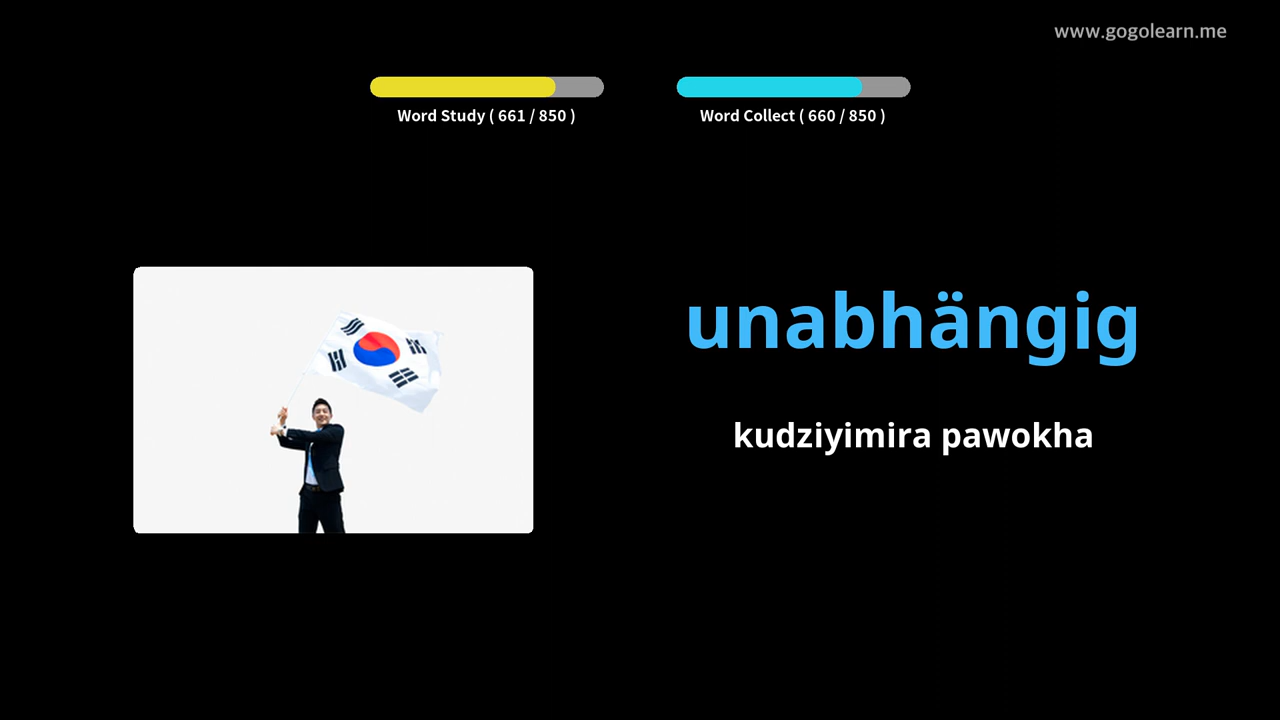 www.gogolearn.me
Word Study ( 661 / 850 )
Word Collect ( 660 / 850 )
unabhängig
kudziyimira pawokha